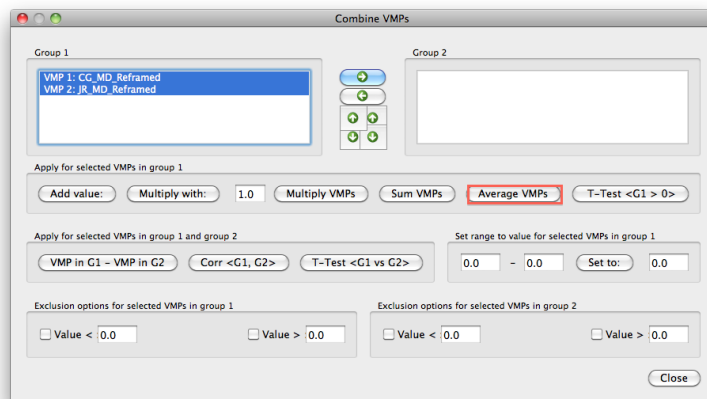 Combine VMPs
Group 1
Group 2
VMP 1: CG_MD_Reframed
VMP 2: JR_MD_Reframed
Apply for selected VMPs in group 1
Add value: Multiply with: 1.0 Multiply VMPs Sum VMPs Average VMPs T-Test <G1 > 0>
Apply for selected VMPs in group 1 and group 2
Set range to value for selected VMPs in group 1
VMP in G1 - VMP in G2 Corr <G1, G2> T-Test <G1 vs G2>
0.0 - 0.0 Set to: 0.0
Exclusion options for selected VMPs in group 1
Exclusion options for selected VMPs in group 2
Value < 0.0 Value > 0.0
Value < 0.0 Value > 0.0
Close